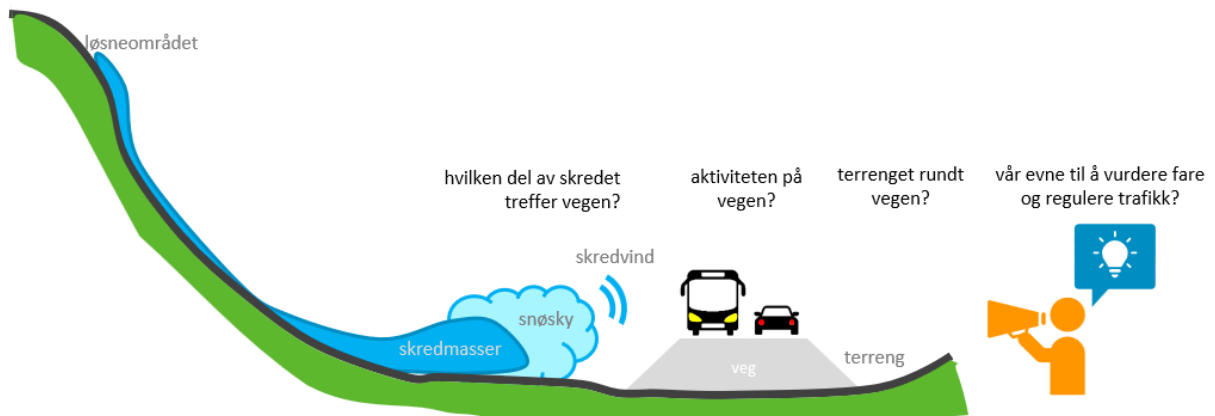 løsneområdet
hvilken del av skredet
treffer vegen?
aktiviteten på
vegen?
terrenget rundt
vegen?
vår evne til å vurdere fare
og regulere trafikk?
skredvind
snøsky
skredmasser
veg
terreng